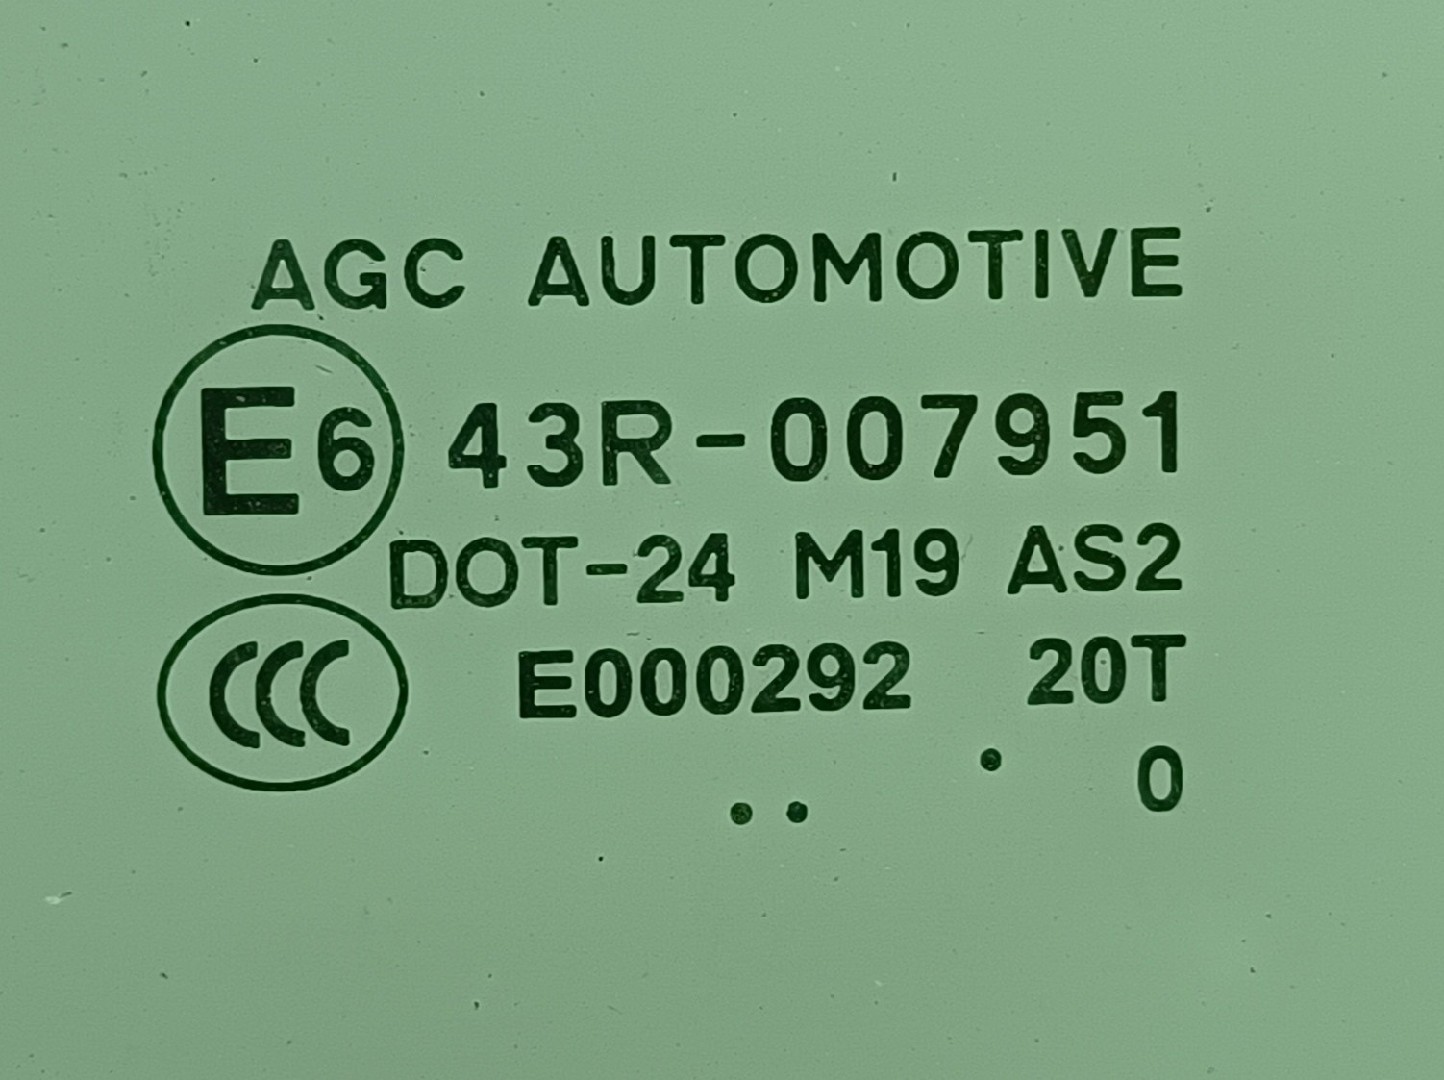 AGC AUTOMOTIVE
E6 43R-007951
DOT-24 M19 AS2
CCC E000292 20T
. . . 0